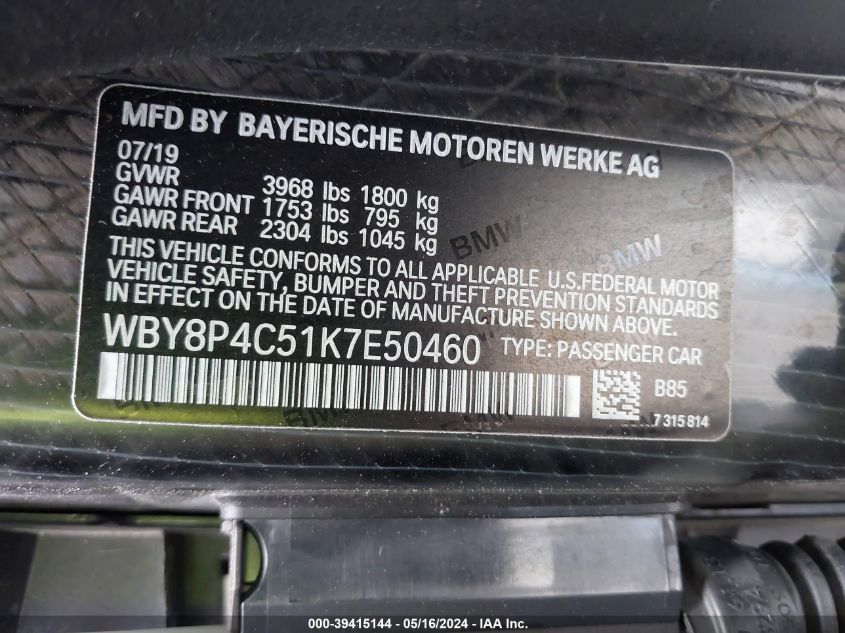 MFD BY BAYERISCHE MOTOREN WERKE AG
07/19
GVWR 3968 lbs 1800 kg
GAWR FRONT 1753 lbs 795 kg
GAWR REAR 2304 lbs 1045 kg
BMW BMW
THIS VEHICLE CONFORMS TO ALL APPLICABLE U.S.FEDERAL MOTOR
VEHICLE SAFETY, BUMPER AND THEFT PREVENTION STANDARDS
IN EFFECT ON THE DATE OF MANUFACTURE SHOWN ABOVE.
WBY8P4C51K7E50460 TYPE: PASSENGER CAR
B85
BMW
7 315 814
000-39415144 - 05/16/2024 - IAA Inc.